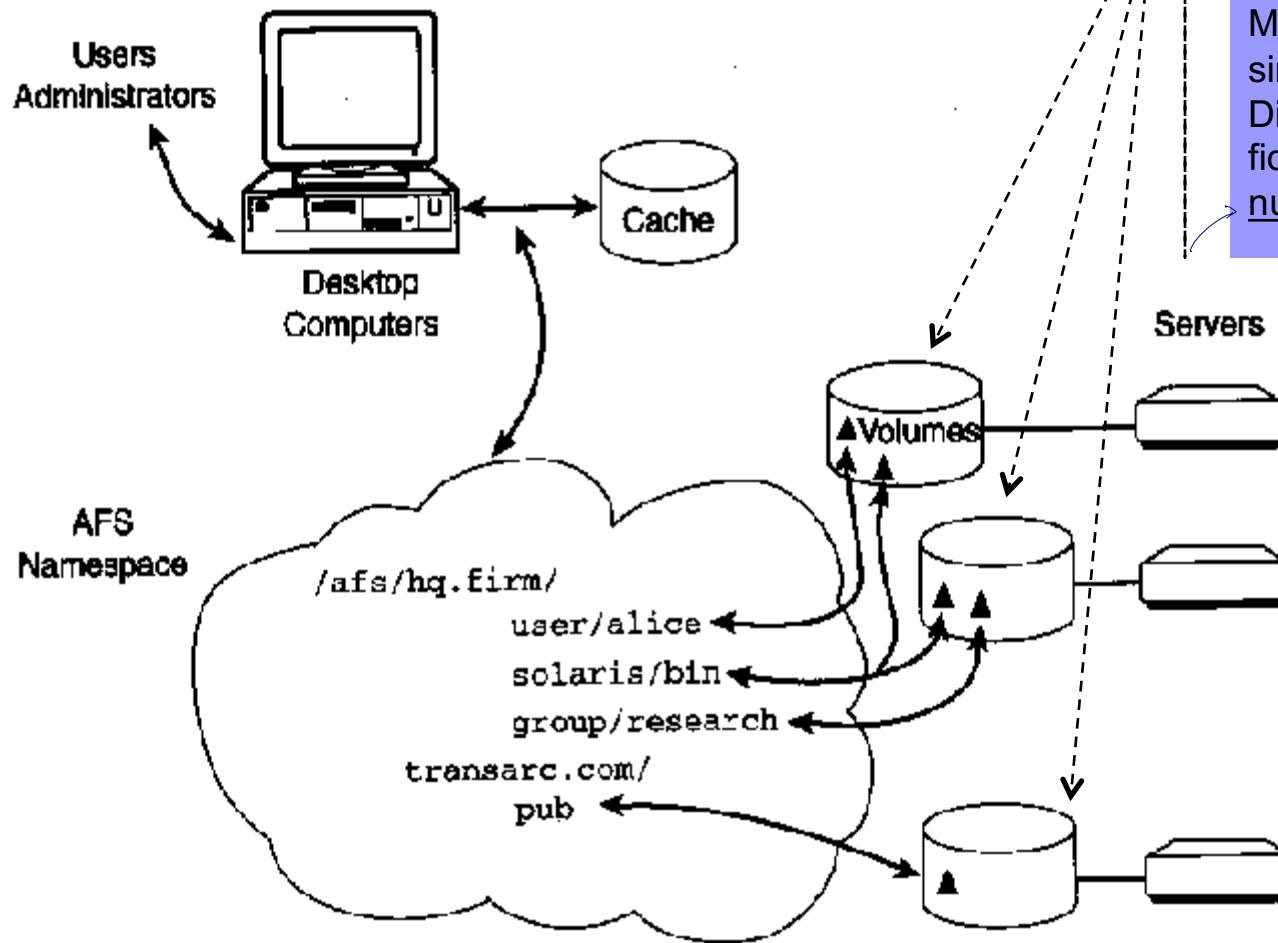 Users
Administrators
Cache
Desktop
Computers
Servers
Volumes
AFS
Namespace
/afs/hq.firm/
user/alice
solaris/bin
group/research
transarc.com/
pub